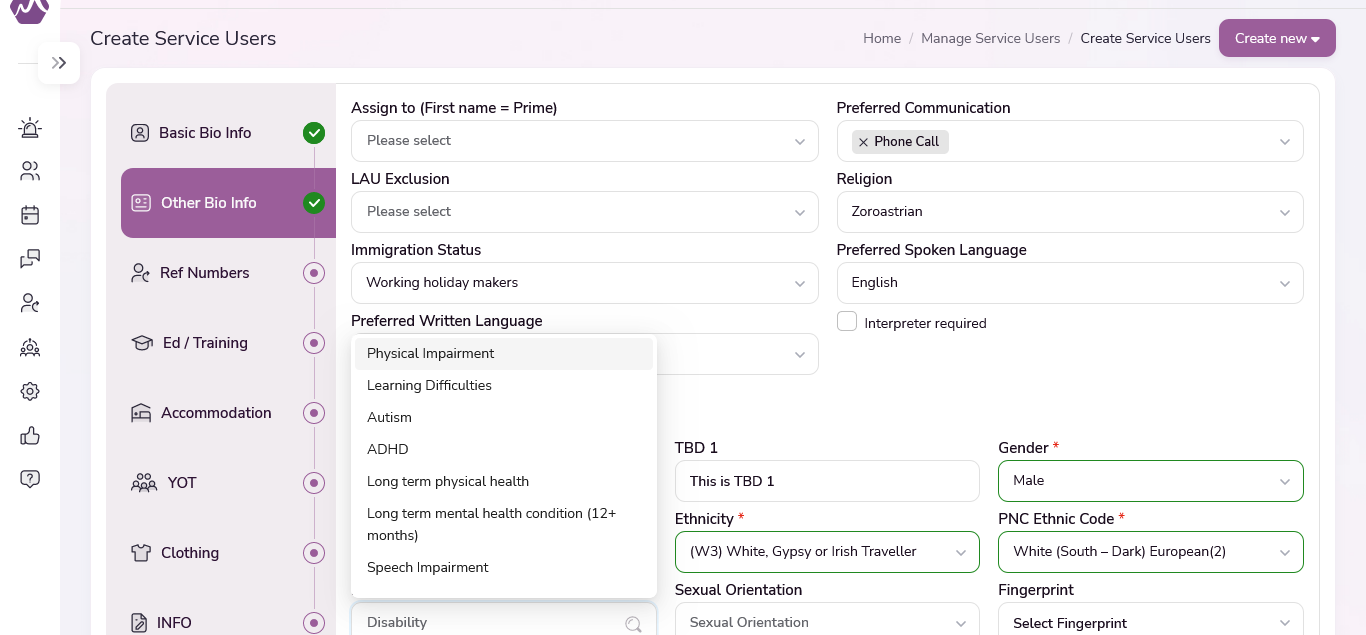 Create Service Users
Home / Manage Service Users / Create Service Users
Create new
Basic Bio Info
Other Bio Info
Ref Numbers
Ed / Training
Accommodation
YOT
Clothing
INFO
Assign to (First name = Prime)
Please select
Preferred Communication
× Phone Call
LAU Exclusion
Please select
Religion
Zoroastrian
Immigration Status
Working holiday makers
Preferred Spoken Language
English
Preferred Written Language
Interpreter required
Physical Impairment
Learning Difficulties
Autism
ADHD
Long term physical health
Long term mental health condition (12+
months)
Speech Impairment
Disability
TBD 1
This is TBD 1
Gender *
Male
Ethnicity *
(W3) White, Gypsy or Irish Traveller
PNC Ethnic Code *
White (South – Dark) European(2)
Sexual Orientation
Sexual Orientation
Fingerprint
Select Fingerprint